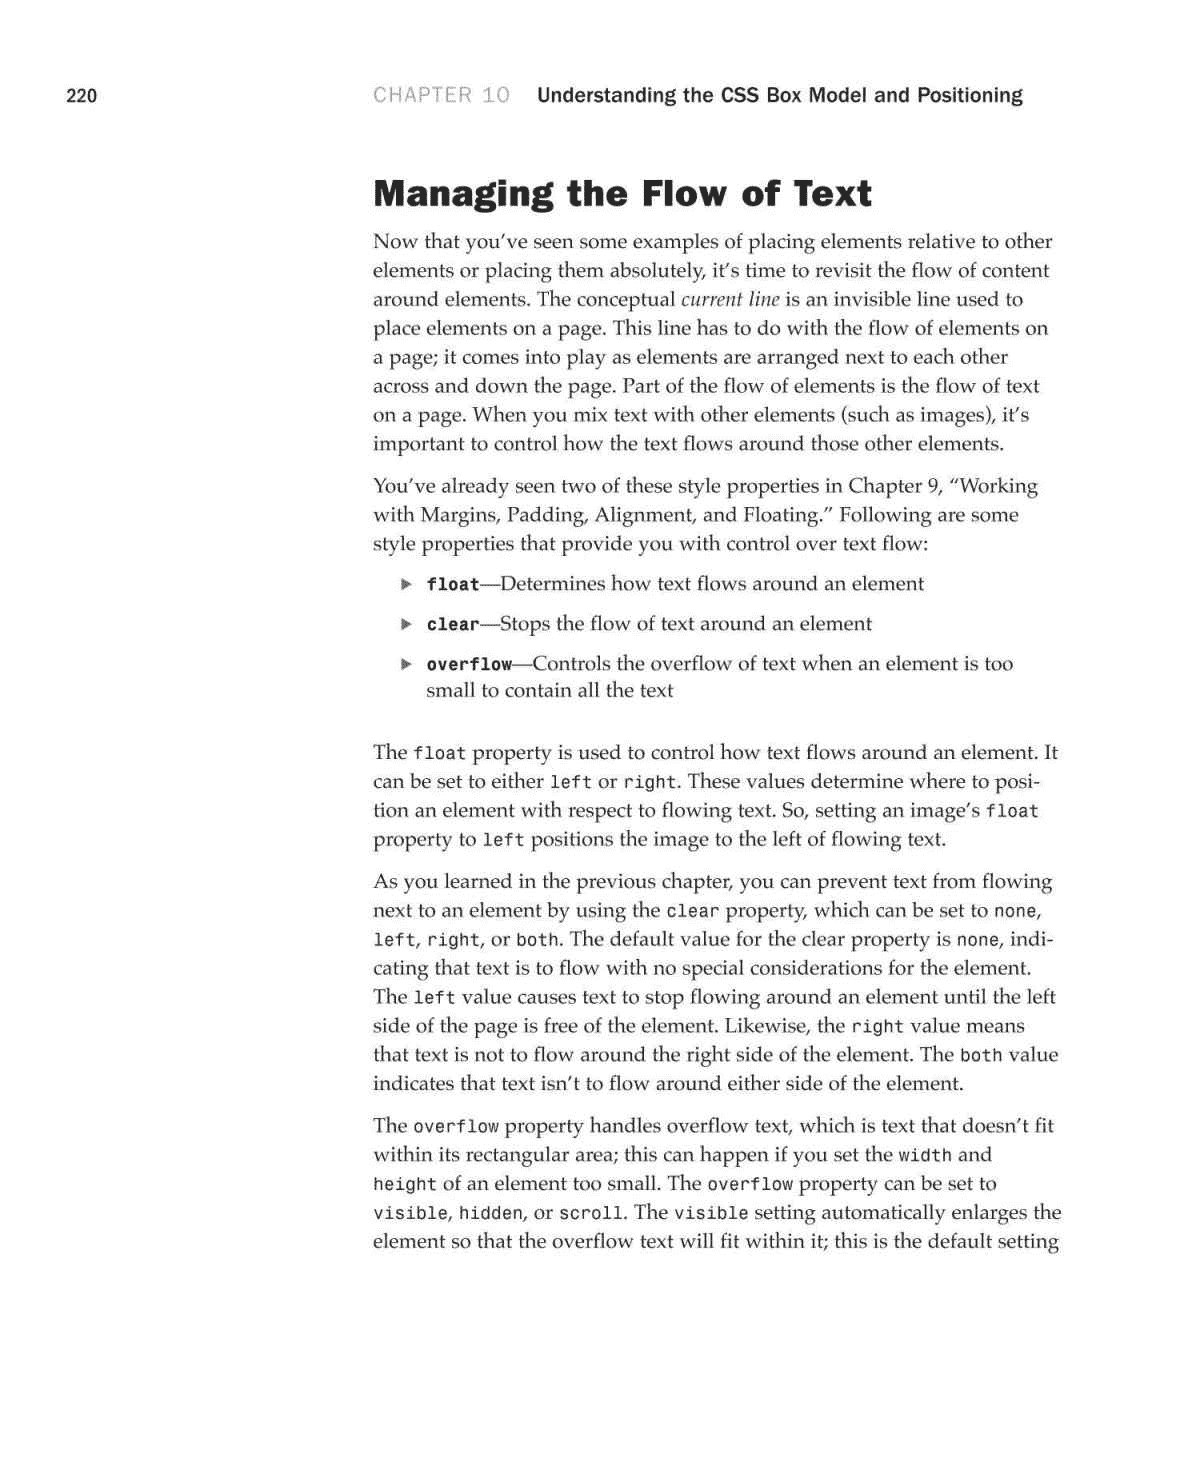 220
CHAPTER 10 Understanding the CSS Box Model and Positioning
Managing the Flow of Text
Now that you've seen some examples of placing elements relative to other
elements or placing them absolutely, it's time to revisit the flow of content
around elements. The conceptual current line is an invisible line used to
place elements on a page. This line has to do with the flow of elements on
a page; it comes into play as elements are arranged next to each other
across and down the page. Part of the flow of elements is the flow of text
on a page. When you mix text with other elements (such as images), it's
important to control how the text flows around those other elements.
You've already seen two of these style properties in Chapter 9, “Working
with Margins, Padding, Alignment, and Floating.” Following are some
style properties that provide you with control over text flow:
▶ float—Determines how text flows around an element
▶ clear—Stops the flow of text around an element
▶ overflow—Controls the overflow of text when an element is too
small to contain all the text
The float property is used to control how text flows around an element. It
can be set to either left or right. These values determine where to posi-
tion an element with respect to flowing text. So, setting an image's float
property to left positions the image to the left of flowing text.
As you learned in the previous chapter, you can prevent text from flowing
next to an element by using the clear property, which can be set to none,
left, right, or both. The default value for the clear property is none, indi-
cating that text is to flow with no special considerations for the element.
The left value causes text to stop flowing around an element until the left
side of the page is free of the element. Likewise, the right value means
that text is not to flow around the right side of the element. The both value
indicates that text isn't to flow around either side of the element.
The overflow property handles overflow text, which is text that doesn't fit
within its rectangular area; this can happen if you set the width and
height of an element too small. The overflow property can be set to
visible, hidden, or scroll. The visible setting automatically enlarges the
element so that the overflow text will fit within it; this is the default setting